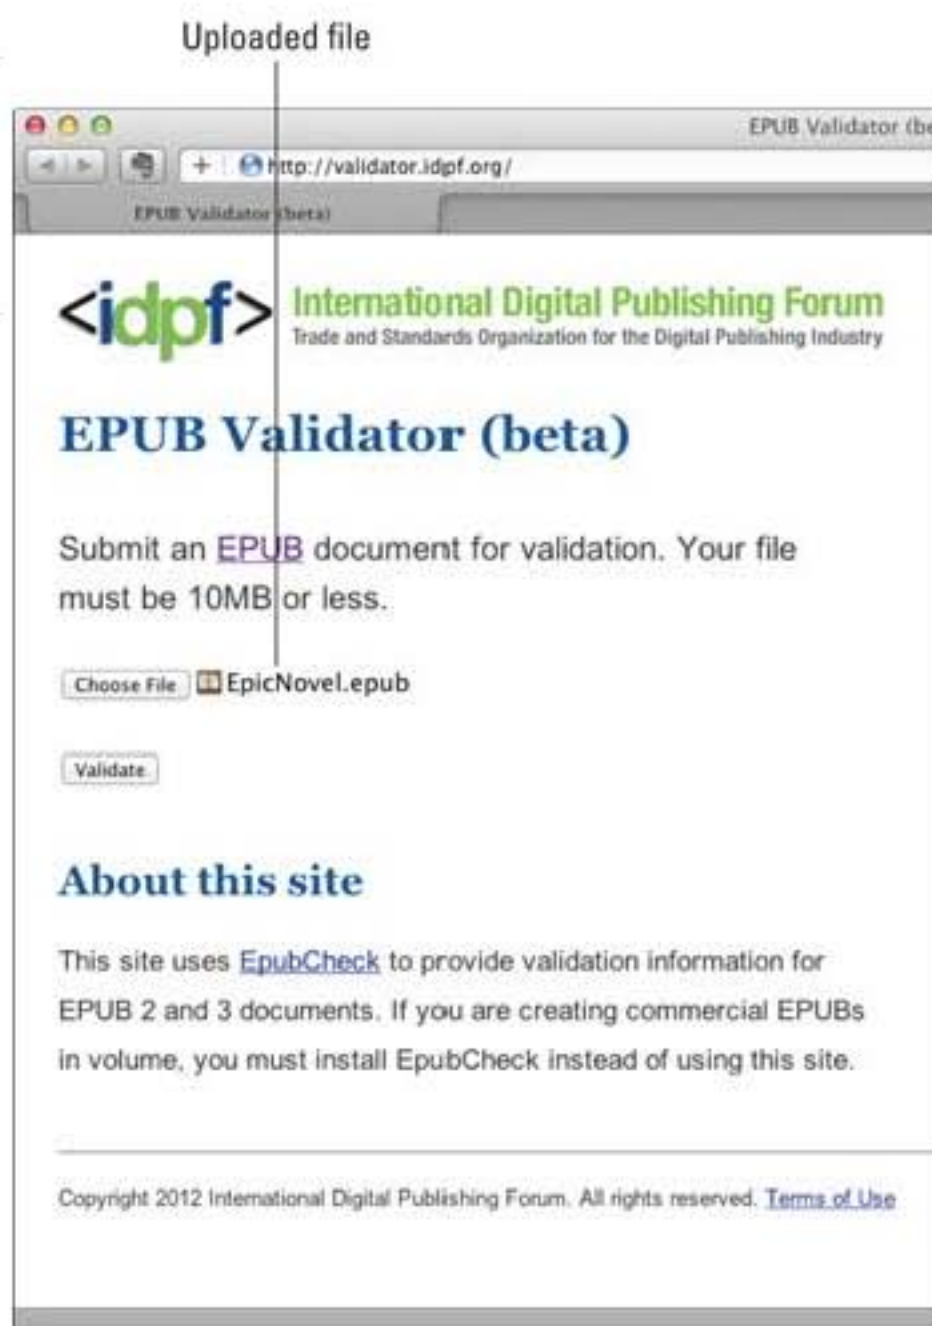 Uploaded file
EPUB Validator (be
http://validator.idpf.org/
EPUB Validator (beta)
<idpf> International Digital Publishing Forum
Trade and Standards Organization for the Digital Publishing Industry
EPUB Validator (beta)
Submit an EPUB document for validation. Your file
must be 10MB or less.
Choose File EpicNovel.epub
Validate
About this site
This site uses EpubCheck to provide validation information for
EPUB 2 and 3 documents. If you are creating commercial EPUBs
in volume, you must install EpubCheck instead of using this site.
Copyright 2012 International Digital Publishing Forum. All rights reserved. Terms of Use